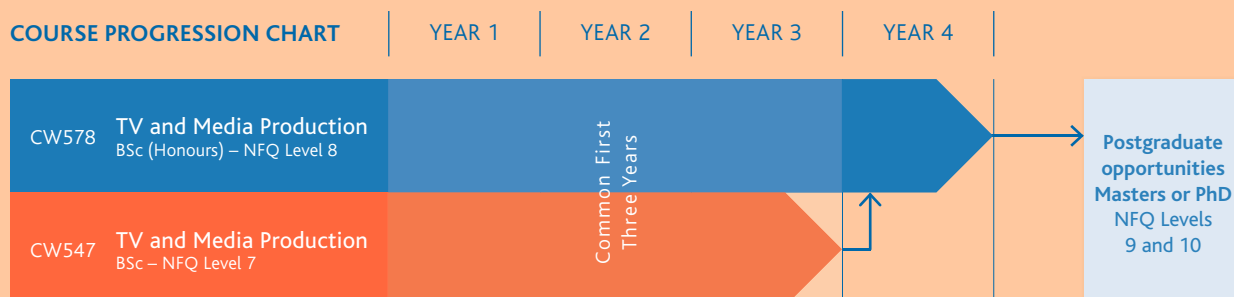 COURSE PROGRESSION CHART
YEAR 1
YEAR 2
YEAR 3
YEAR 4
CW578
TV and Media Production
BSc (Honours) – NFQ Level 8
Common First
Three Years
CW547
TV and Media Production
BSc – NFQ Level 7
Postgraduate
opportunities
Masters or PhD
NFQ Levels
9 and 10